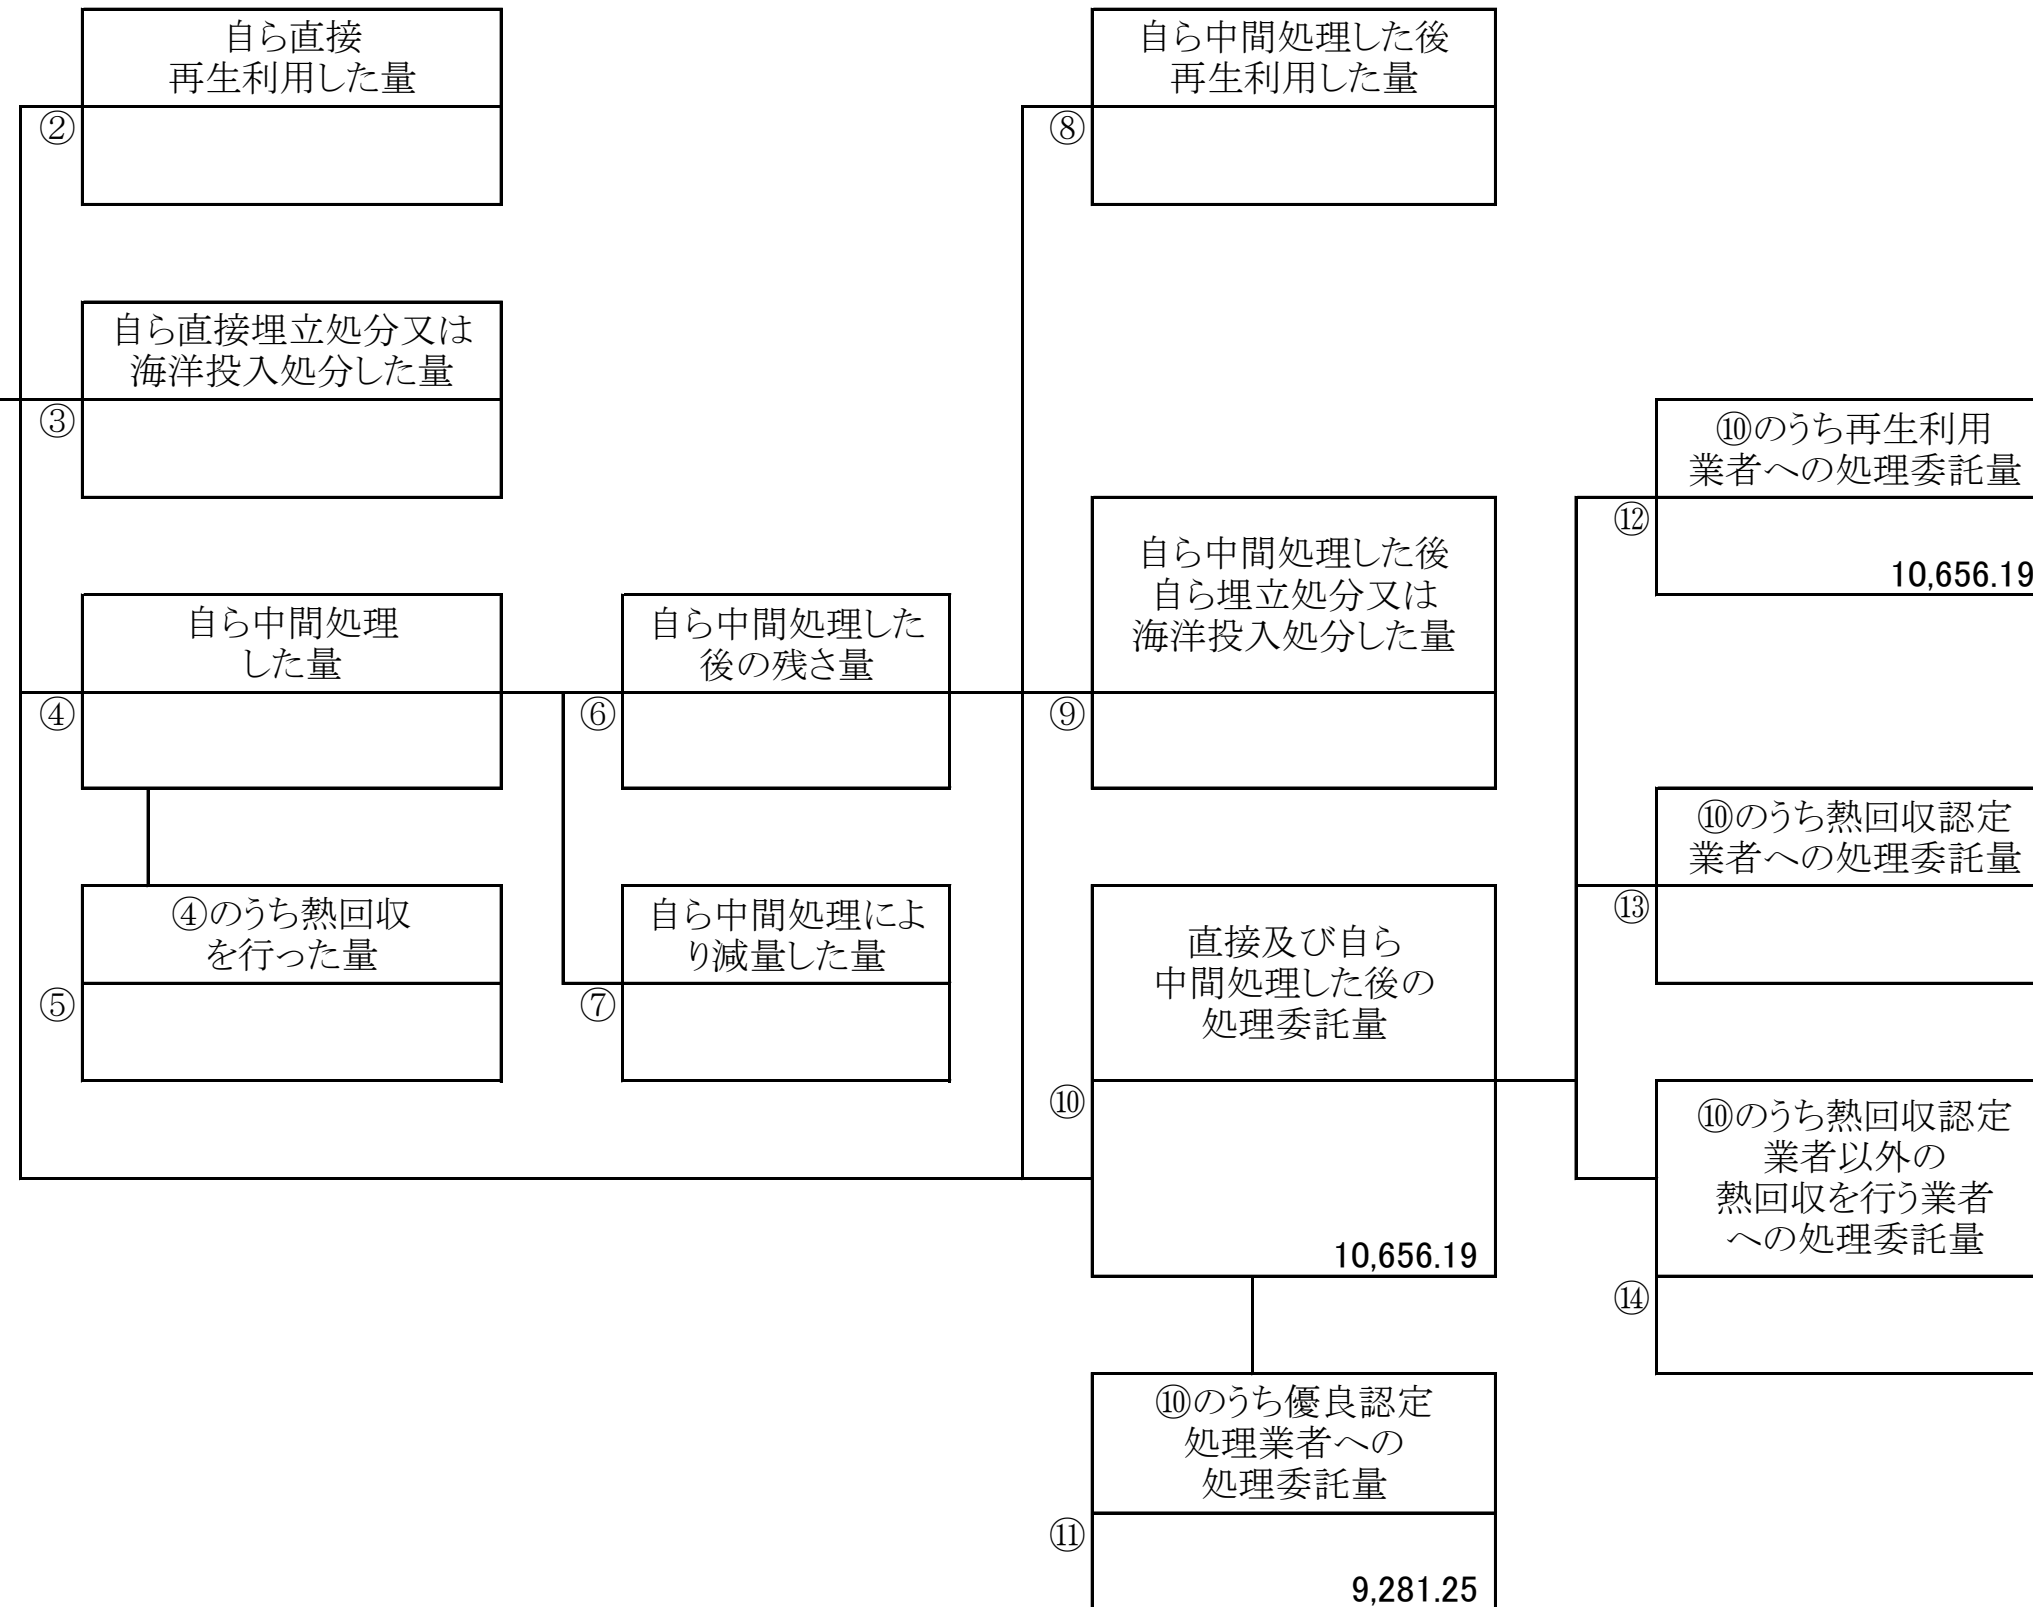 自ら直接
再生利用した量
②
自ら中間処理した後
再生利用した量
⑧
自ら直接埋立処分又は
海洋投入処分した量
③
⑩のうち再生利用
業者への処理委託量
⑫
10,656.19
自ら中間処理した後
自ら埋立処分又は
海洋投入処分した量
⑨
自ら中間処理
した量
④
自ら中間処理した
後の残さ量
⑥
⑩のうち熱回収認定
業者への処理委託量
⑬
④のうち熱回収
を行った量
⑤
自ら中間処理によ
り減量した量
⑦
直接及び自ら
中間処理した後の
処理委託量
⑩
10,656.19
⑩のうち熱回収認定
業者以外の
熱回収を行う業者
への処理委託量
⑭
⑩のうち優良認定
処理業者への
処理委託量
⑪
9,281.25